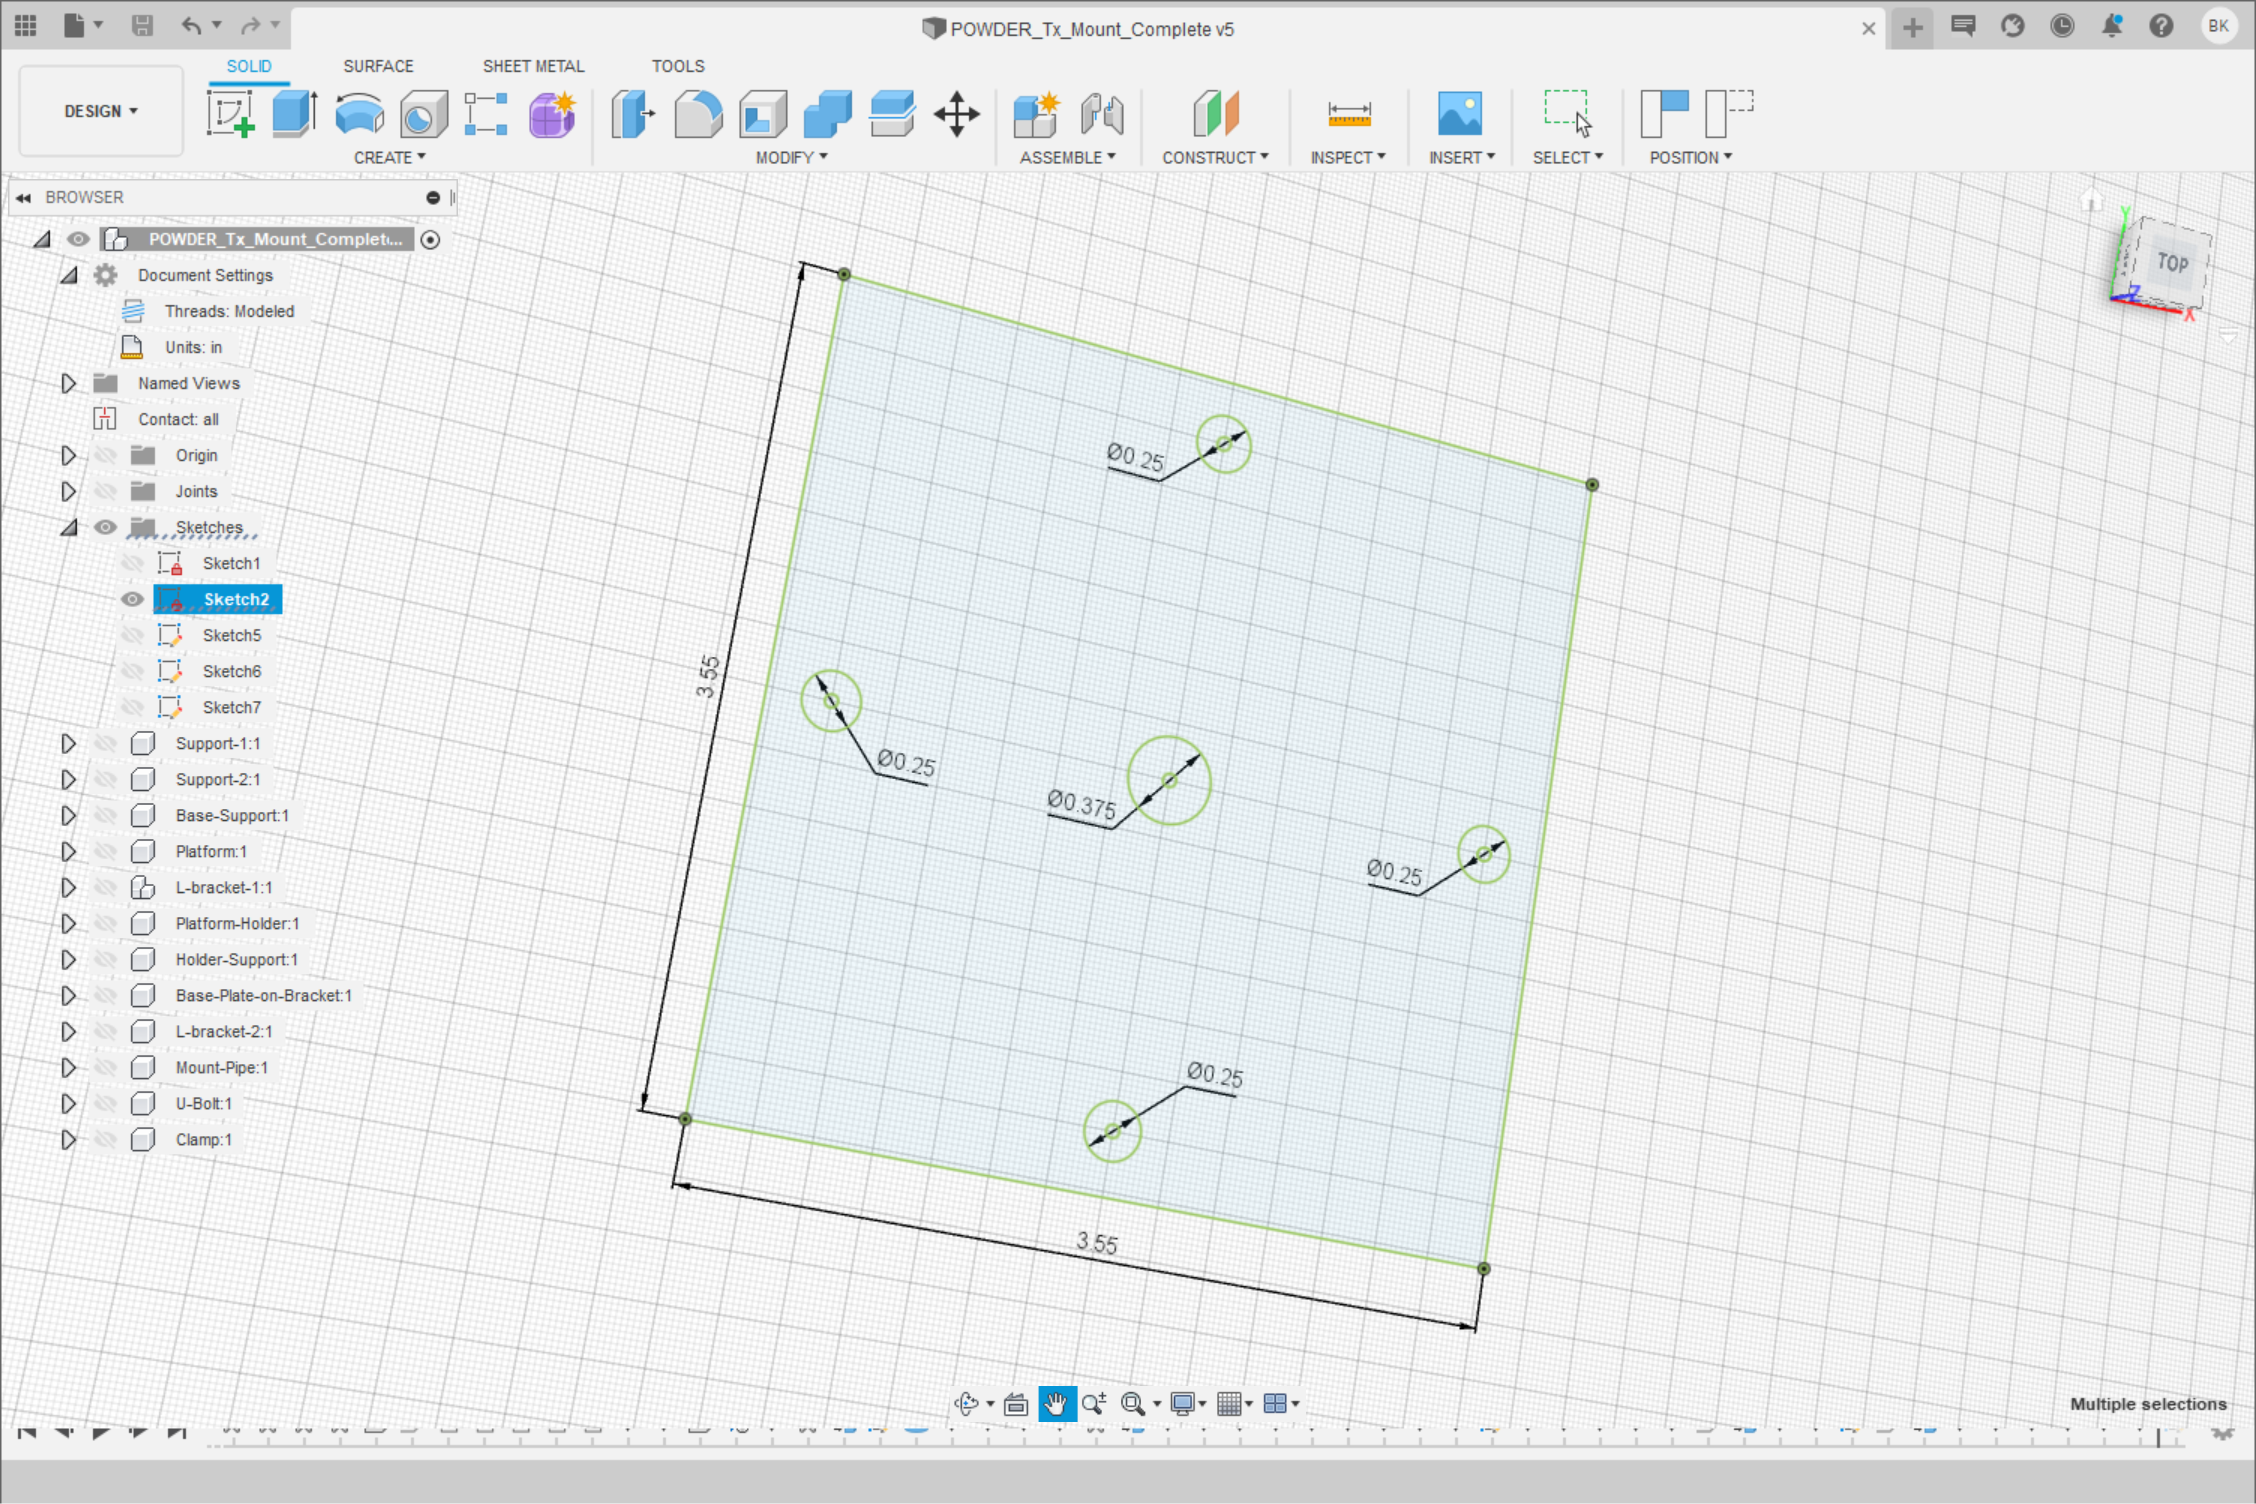 POWDER_Tx_Mount_Complete v5
BK
DESIGN
SOLID
SURFACE
SHEET METAL
TOOLS
CREATE
MODIFY
ASSEMBLE
CONSTRUCT
INSPECT
INSERT
SELECT
POSITION
BROWSER
POWDER_Tx_Mount_Complet...
Document Settings
Threads: Modeled
Units: in
Named Views
Contact: all
Origin
Joints
Sketches
Sketch1
Sketch2
Sketch5
Sketch6
Sketch7
Support-1:1
Support-2:1
Base-Support:1
Platform:1
L-bracket-1:1
Platform-Holder:1
Holder-Support:1
Base-Plate-on-Bracket:1
L-bracket-2:1
Mount-Pipe:1
U-Bolt:1
Clamp:1
Y
TOP
Z
X
Ø0.25
3.55
Ø0.25
Ø0.375
Ø0.25
Ø0.25
3.55
Multiple selections